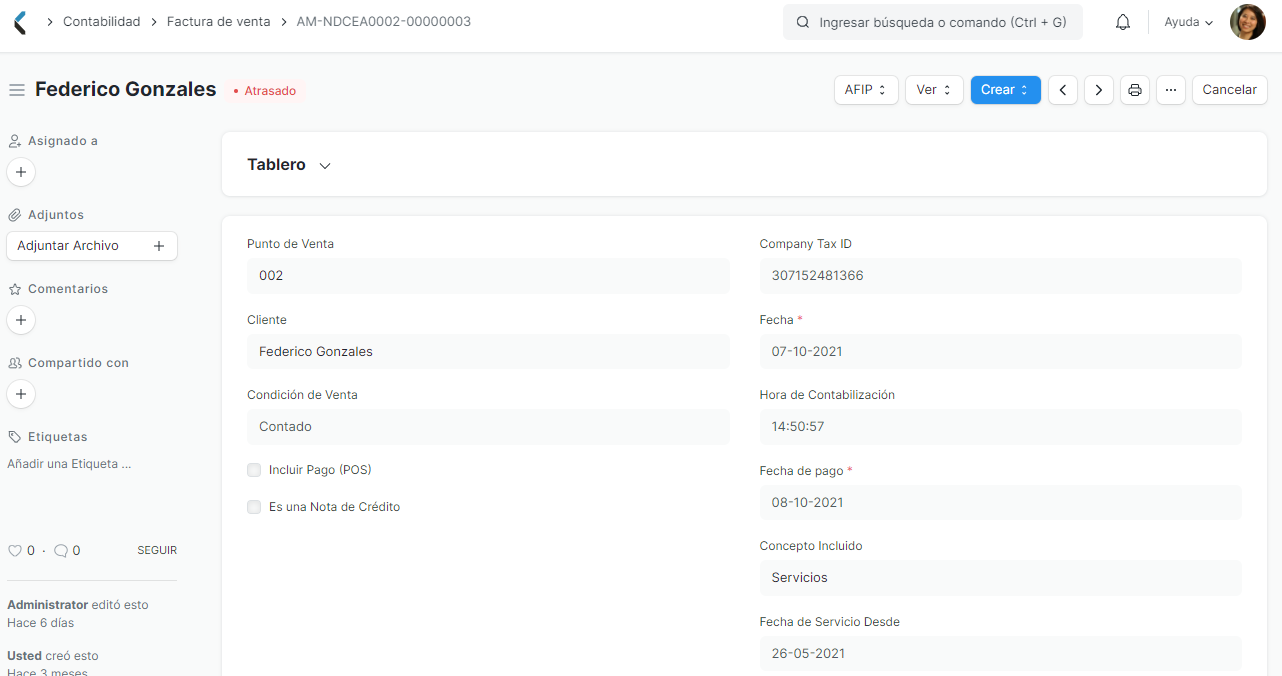 Contabilidad Factura de venta AM-NDCEA0002-00000003
Ingresar búsqueda o comando (Ctrl + G)
Ayuda
Federico Gonzales
Atrasado
AFIP
Ver
Crear
...
Cancelar
Asignado a
Adjuntos
Adjuntar Archivo
Comentarios
Compartido con
Etiquetas
Añadir una Etiqueta ...
0 · 0 SEGUIR
Administrator editó esto
Hace 6 días
Usted creó esto
Hace 3 meses
Tablero
Punto de Venta
002
Cliente
Federico Gonzales
Condición de Venta
Contado
Incluir Pago (POS)
Es una Nota de Crédito
Company Tax ID
307152481366
Fecha *
07-10-2021
Hora de Contabilización
14:50:57
Fecha de pago *
08-10-2021
Concepto Incluido
Servicios
Fecha de Servicio Desde
26-05-2021